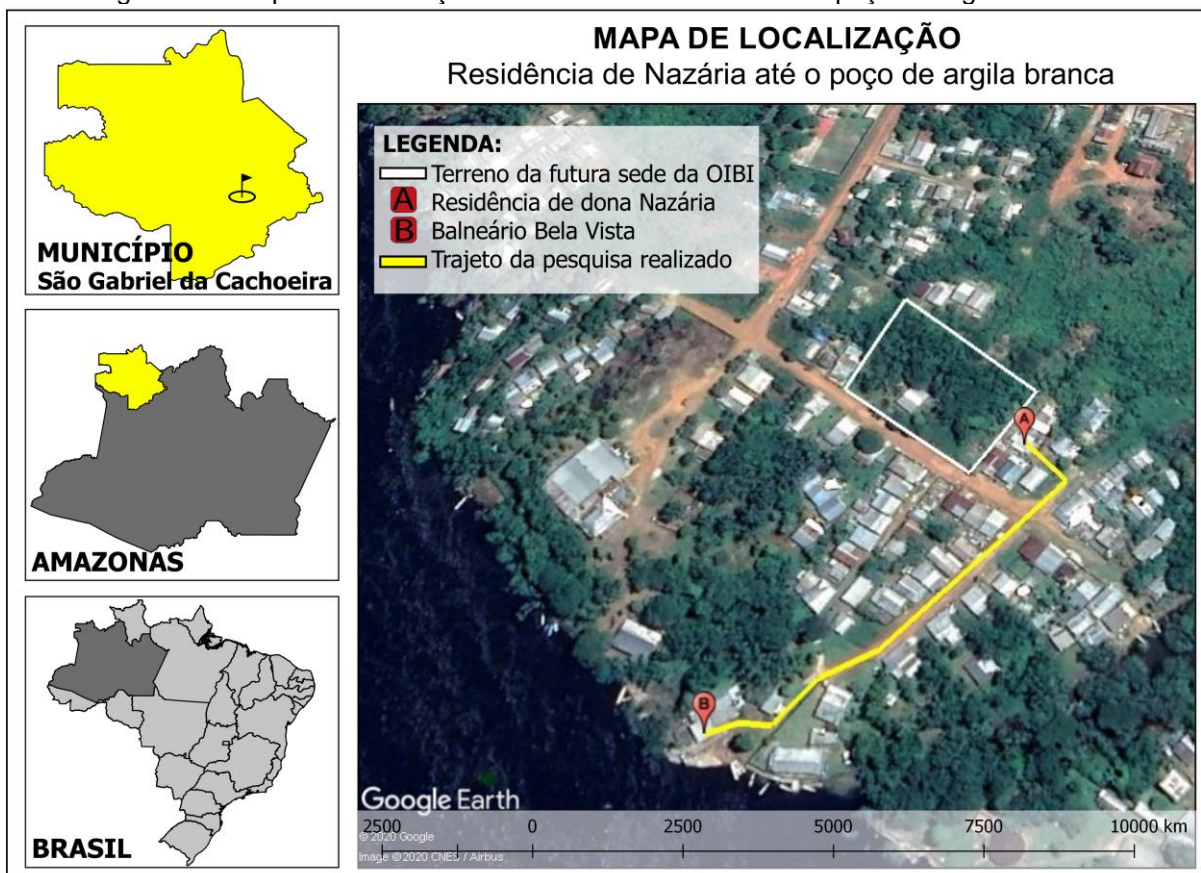 MAPA DE LOCALIZAÇÃO
Residência de Nazária até o poço de argila branca
LEGENDA:
Terreno da futura sede da OIBI
A Residência de dona Nazária
B Balneário Bela Vista
Trajeto da pesquisa realizado
MUNICÍPIO
São Gabriel da Cachoeira
AMAZONAS
BRASIL
A
B
Google Earth
© 2020 Google
Image © 2020 CNES / Airbus
2500 0 2500 5000 7500 10000 km